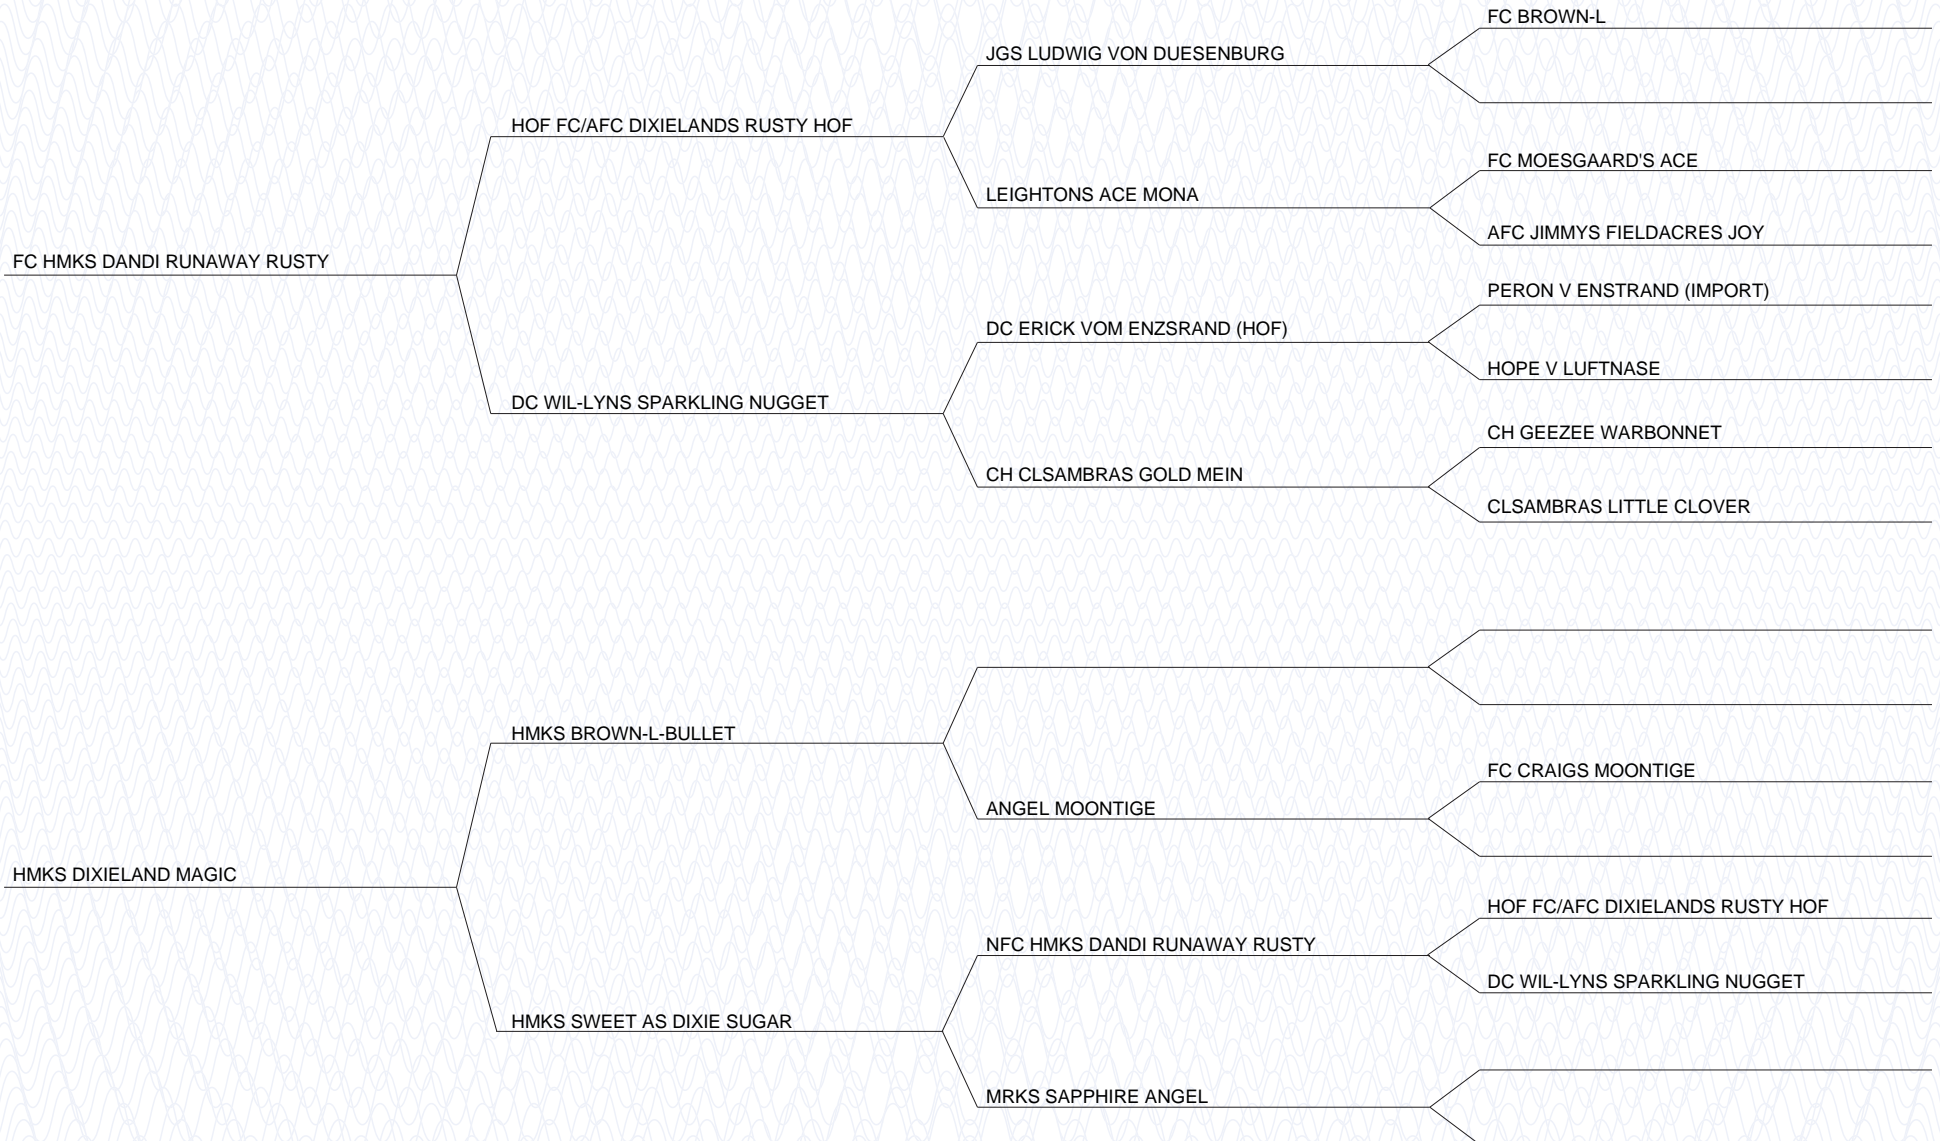 FC BROWN-L
JGS LUDWIG VON DUESENBURG
HOF FC/AFC DIXIELANDS RUSTY HOF
FC MOESGAARD'S ACE
LEIGHTONS ACE MONA
AFC JIMMYS FIELDACRES JOY
FC HMKS DANDI RUNAWAY RUSTY
PERON V ENSTRAND (IMPORT)
DC ERICK VOM ENZSRAND (HOF)
HOPE V LUFTNASE
DC WIL-LYNS SPARKLING NUGGET
CH GEEZEE WARBONNET
CH CLSAMBRAS GOLD MEIN
CLSAMBRAS LITTLE CLOVER
HMKS BROWN-L-BULLET
FC CRAIGS MOONTIGE
ANGEL MOONTIGE
HMKS DIXIELAND MAGIC
HOF FC/AFC DIXIELANDS RUSTY HOF
NFC HMKS DANDI RUNAWAY RUSTY
DC WIL-LYNS SPARKLING NUGGET
HMKS SWEET AS DIXIE SUGAR
MRKS SAPPHIRE ANGEL